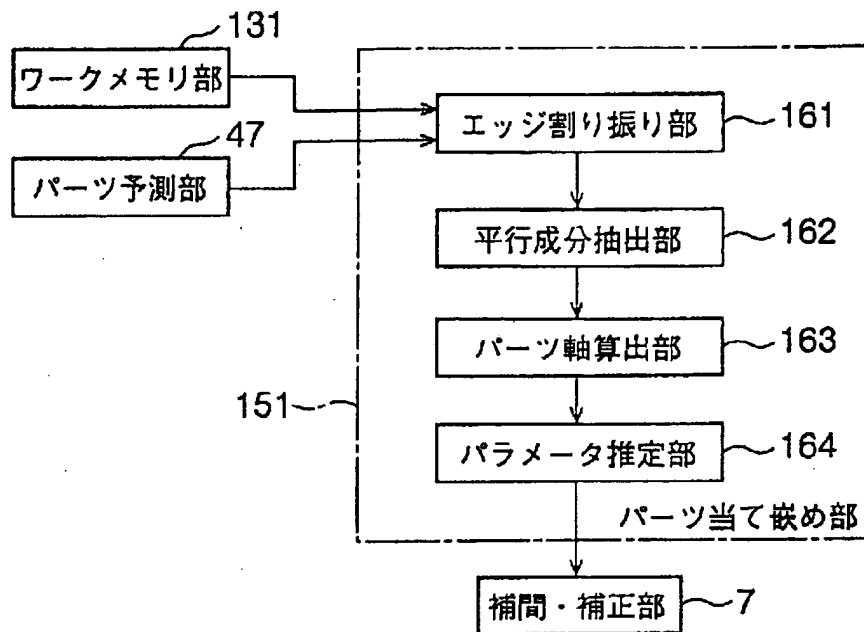 131
ワークメモリ部
47
パーツ予測部
エッジ割り振り部
161
平行成分抽出部
162
パーツ軸算出部
163
151
パラメータ推定部
164
パーツ当て嵌め部
補間・補正部
7